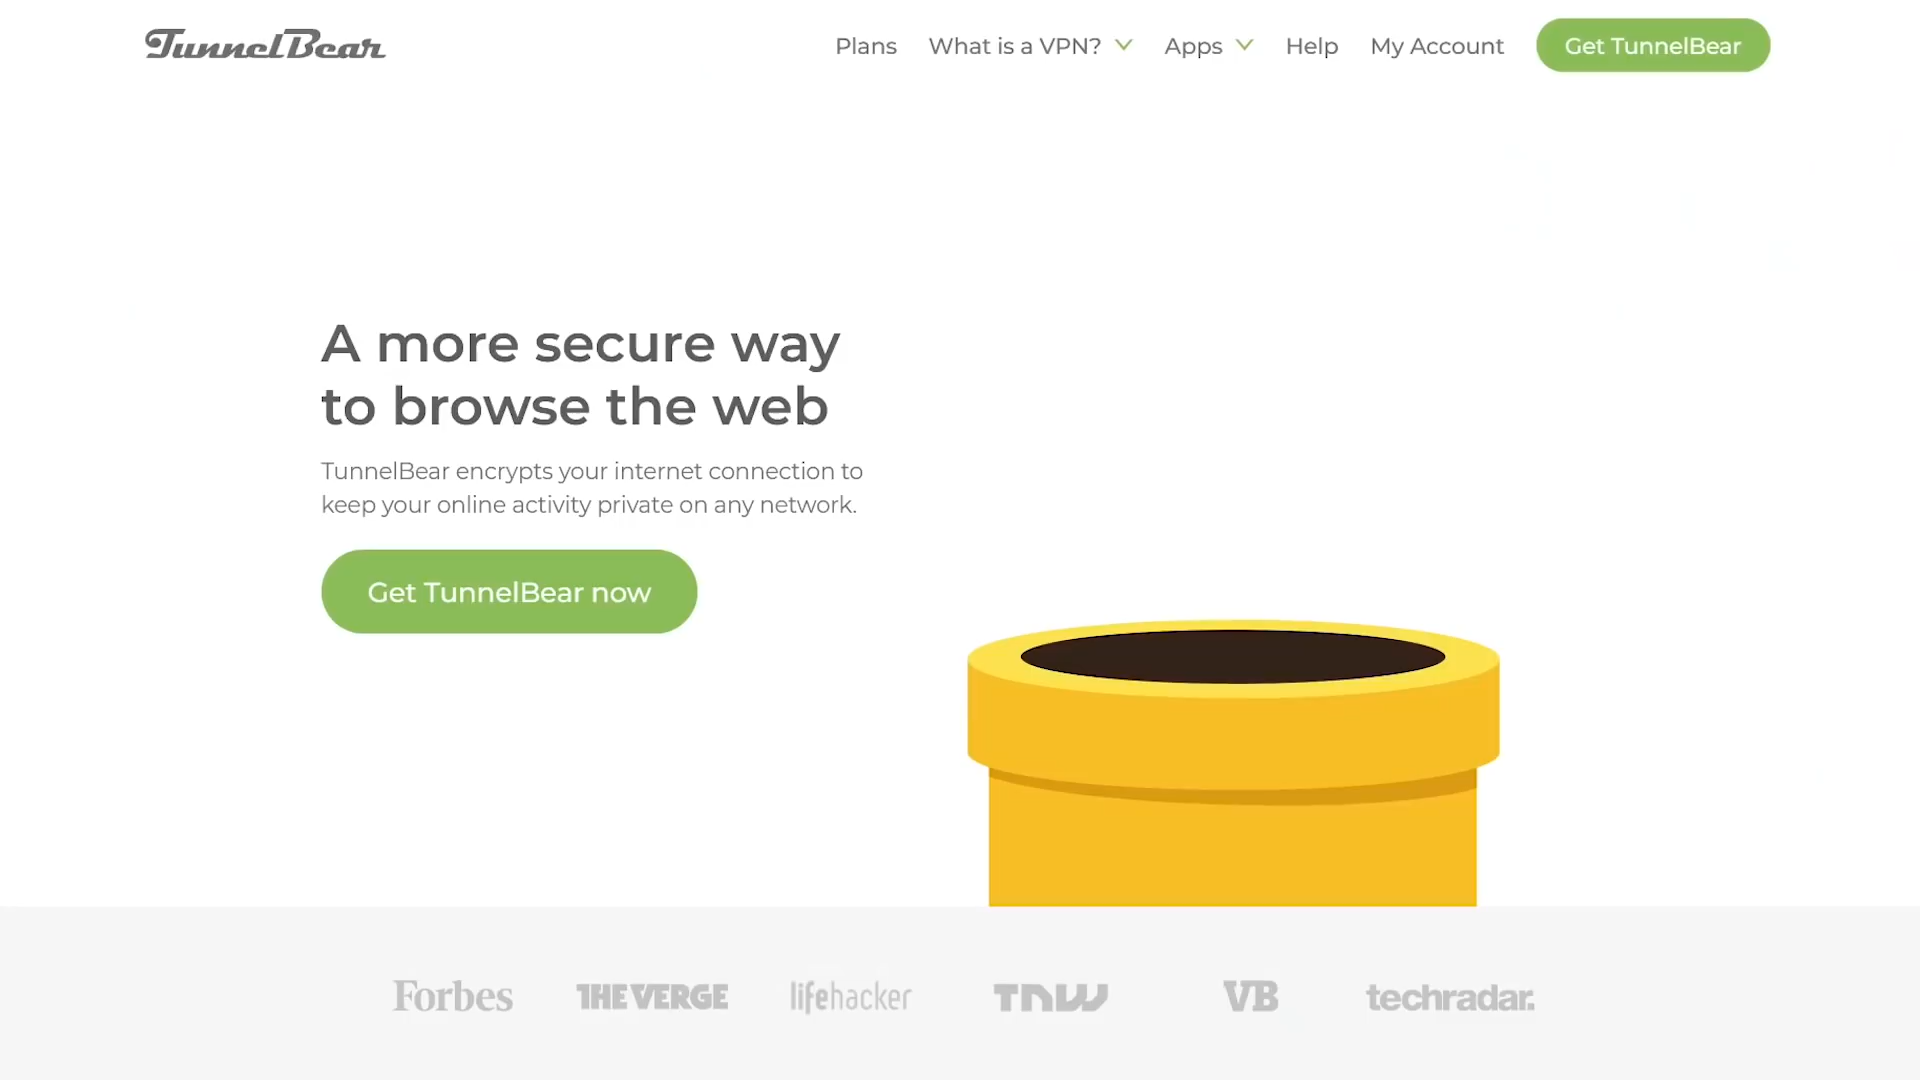 TunnelBear
Plans
What is a VPN?
Apps
Help
My Account
Get TunnelBear
A more secure way
to browse the web
TunnelBear encrypts your internet connection to
keep your online activity private on any network.
Get TunnelBear now
Forbes
THE VERGE
lifehacker
TNW
VB
techradar.